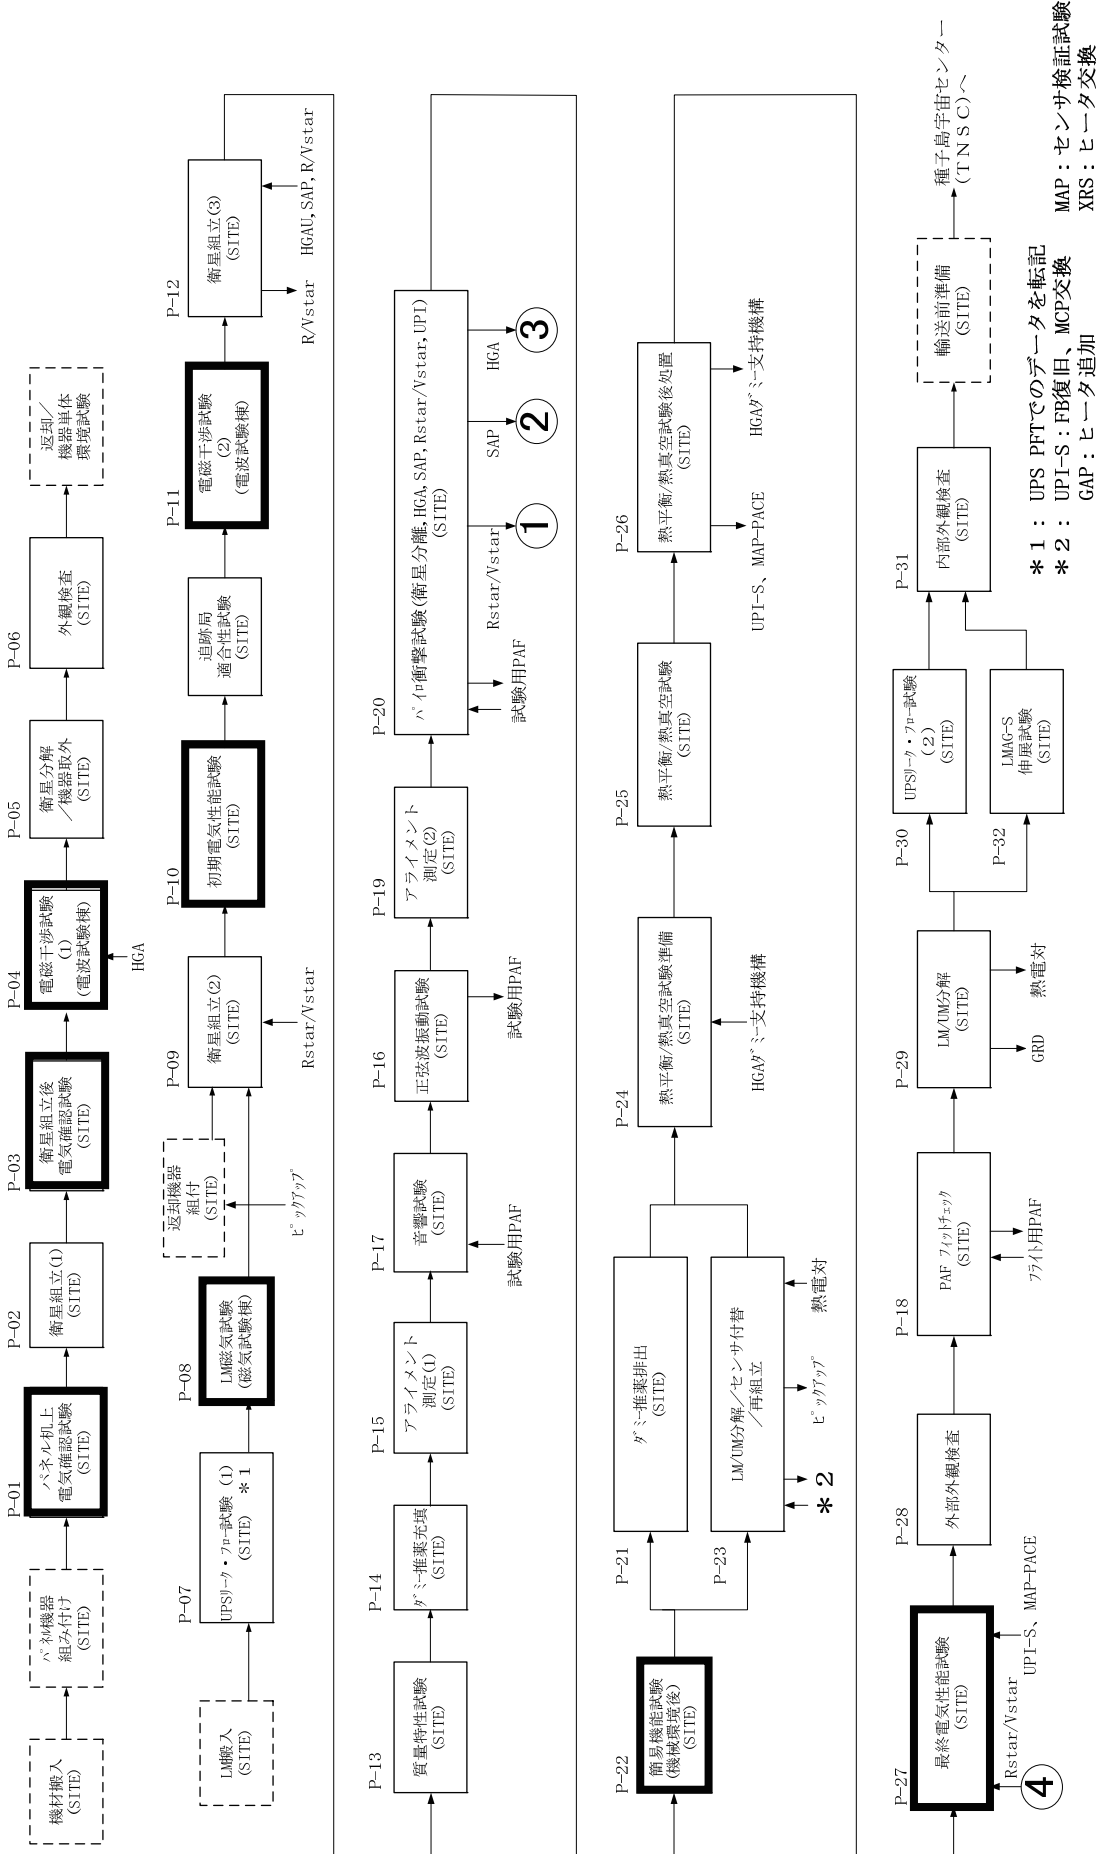 機材搬入
(SITE)
ﾊﾟﾈﾙ機器
組み付け
(SITE)
P-01
パネル机上
電気確認試験
(SITE)
P-02
衛星組立(1)
(SITE)
P-03
衛星組立後
電気確認試験
(SITE)
P-04
電磁干渉試験
(1)
(電波試験棟)
HGA
P-05
衛星分解
/機器取外
(SITE)
P-06
外観検査
(SITE)
返却/
機器単体
環境試験
LM搬入
(SITE)
P-07
UPSﾘｰｸ・ﾌﾛｰ試験 (1)
(SITE) ＊1
P-08
LM磁気試験
(磁気試験棟)
返却機器
組付
(SITE)
ﾋﾟｯｸｱｯﾌﾟ
P-09
衛星組立(2)
(SITE)
Rstar/Vstar
P-10
初期電気性能試験
(SITE)
追跡局
適合性試験
(SITE)
P-11
電磁干渉試験
(2)
(電波試験棟)
P-12
衛星組立(3)
(SITE)
R/Vstar
HGAU,SAP,R/Vstar
P-13
質量特性試験
(SITE)
P-14
ﾀﾞﾐｰ推薬充填
(SITE)
P-15
アライメント
測定(1)
(SITE)
P-17
音響試験
(SITE)
試験用PAF
P-16
正弦波振動試験
(SITE)
試験用PAF
P-19
アライメント
測定(2)
(SITE)
P-20
ﾊﾟｲﾛ衝撃試験(衛星分離,HGA,SAP,Rstar/Vstar,UPI)
(SITE)
試験用PAF
Rstar/Vstar
①
SAP
②
HGA
③
P-22
簡易機能試験
(機械環境後)
(SITE)
P-21
ﾀﾞﾐｰ推薬排出
(SITE)
P-23
LM/UM分解/センサ付替
/再組立
＊2
ﾋﾟｯｸｱｯﾌﾟ
熱電対
P-24
熱平衡/熱真空試験準備
(SITE)
HGAﾀﾞﾐｰ支持機構
P-25
熱平衡/熱真空試験
(SITE)
P-26
熱平衡/熱真空試験後処置
(SITE)
UPI-S、MAP-PACE
HGAﾀﾞﾐｰ支持機構
P-27
最終電気性能試験
(SITE)
④
Rstar/Vstar
UPI-S、MAP-PACE
P-28
外部外観検査
(SITE)
P-18
PAF ﾌｨｯﾄﾁｪｯｸ
(SITE)
ﾌﾗｲﾄ用PAF
P-29
LM/UM分解
(SITE)
GRD
熱電対
P-30
UPSﾘｰｸ・ﾌﾛｰ試験
(2)
(SITE)
P-32
LMAG-S
伸展試験
(SITE)
P-31
内部外観検査
(SITE)
輸送前準備
(SITE)
種子島宇宙センター
(TNSC)へ
＊1： UPS PFTでのデータを転記
＊2： UPI-S：FB復旧、MCP交換
GAP：ヒータ追加
MAP：センサ検証試験
XRS：ヒータ交換